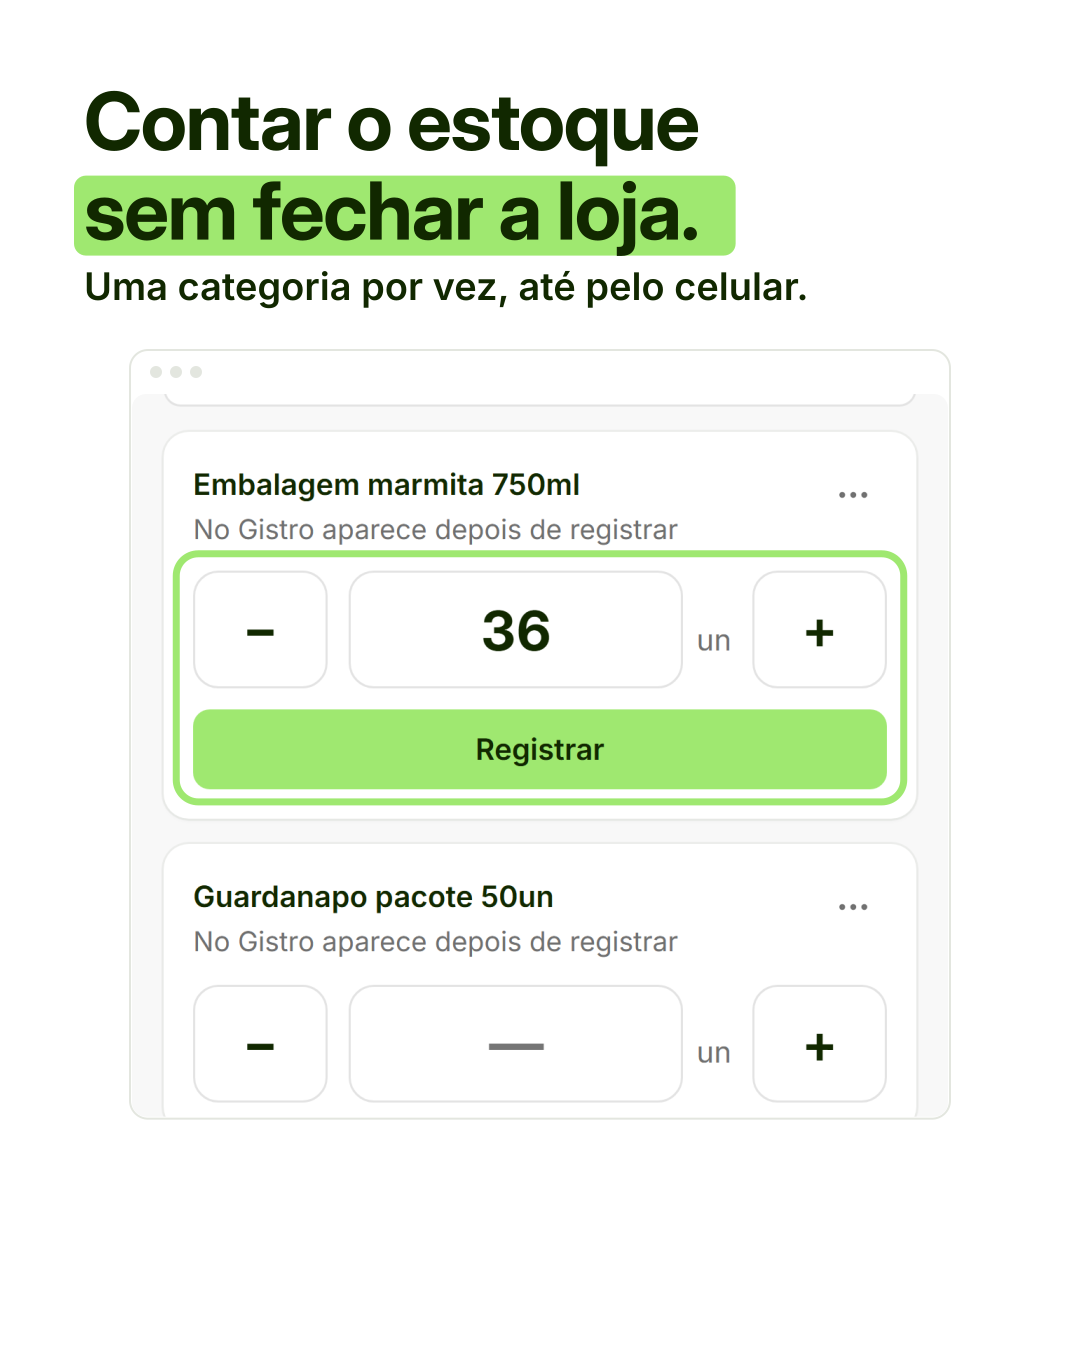 Contar o estoque
sem fechar a loja.
Uma categoria por vez, até pelo celular.
Embalagem marmita 750ml
...
No Gistro aparece depois de registrar
− 36 un +
Registrar
Guardanapo pacote 50un
...
No Gistro aparece depois de registrar
− — un +